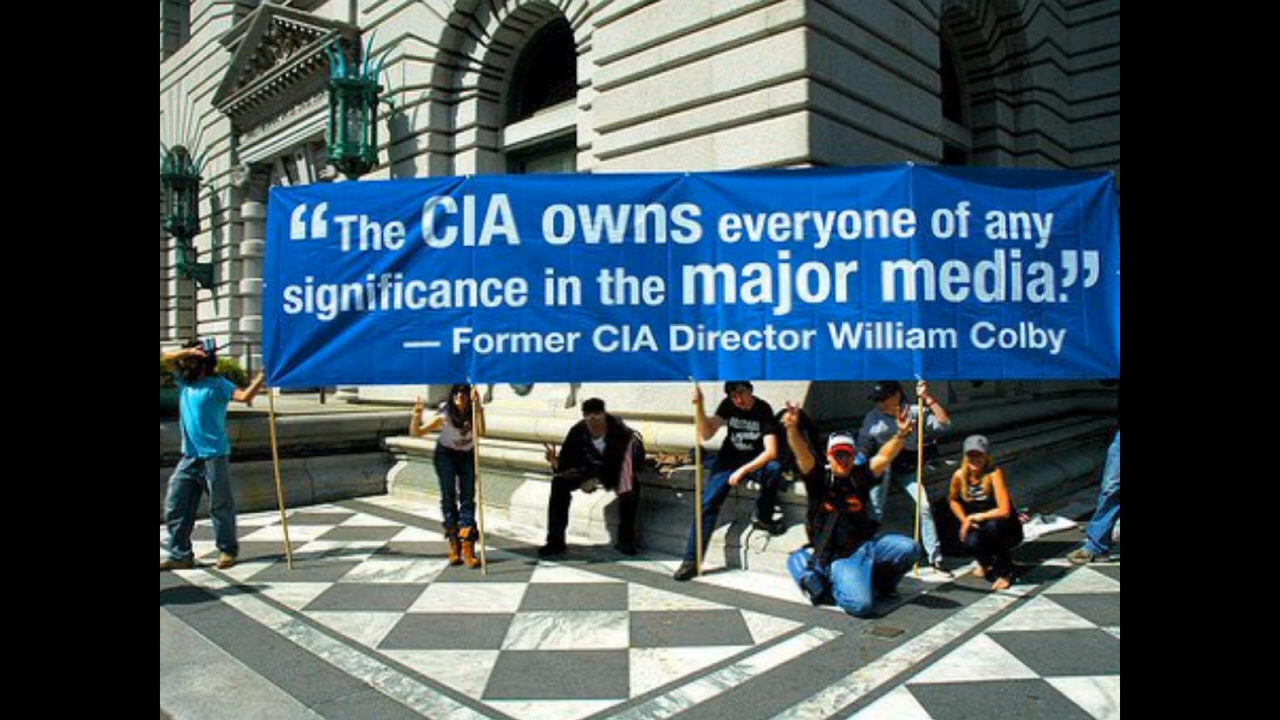 “The CIA owns everyone of any
significance in the major media.”
— Former CIA Director William Colby